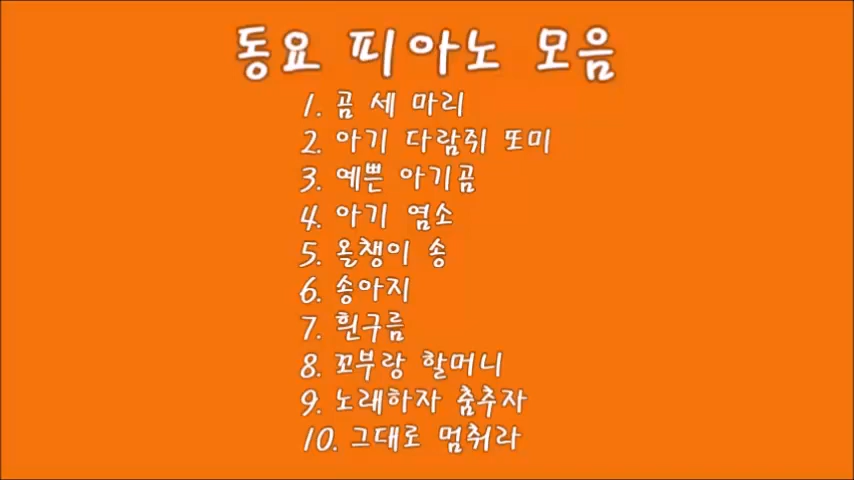 동요 피아노 모음
1. 곰 세 마리
2. 아기 다람쥐 또미
3. 예쁜 아기곰
4. 아기 염소
5. 올챙이 송
6. 송아지
7. 흰구름
8. 꼬부랑 할머니
9. 노래하자 춤추자
10. 그대로 멈춰라